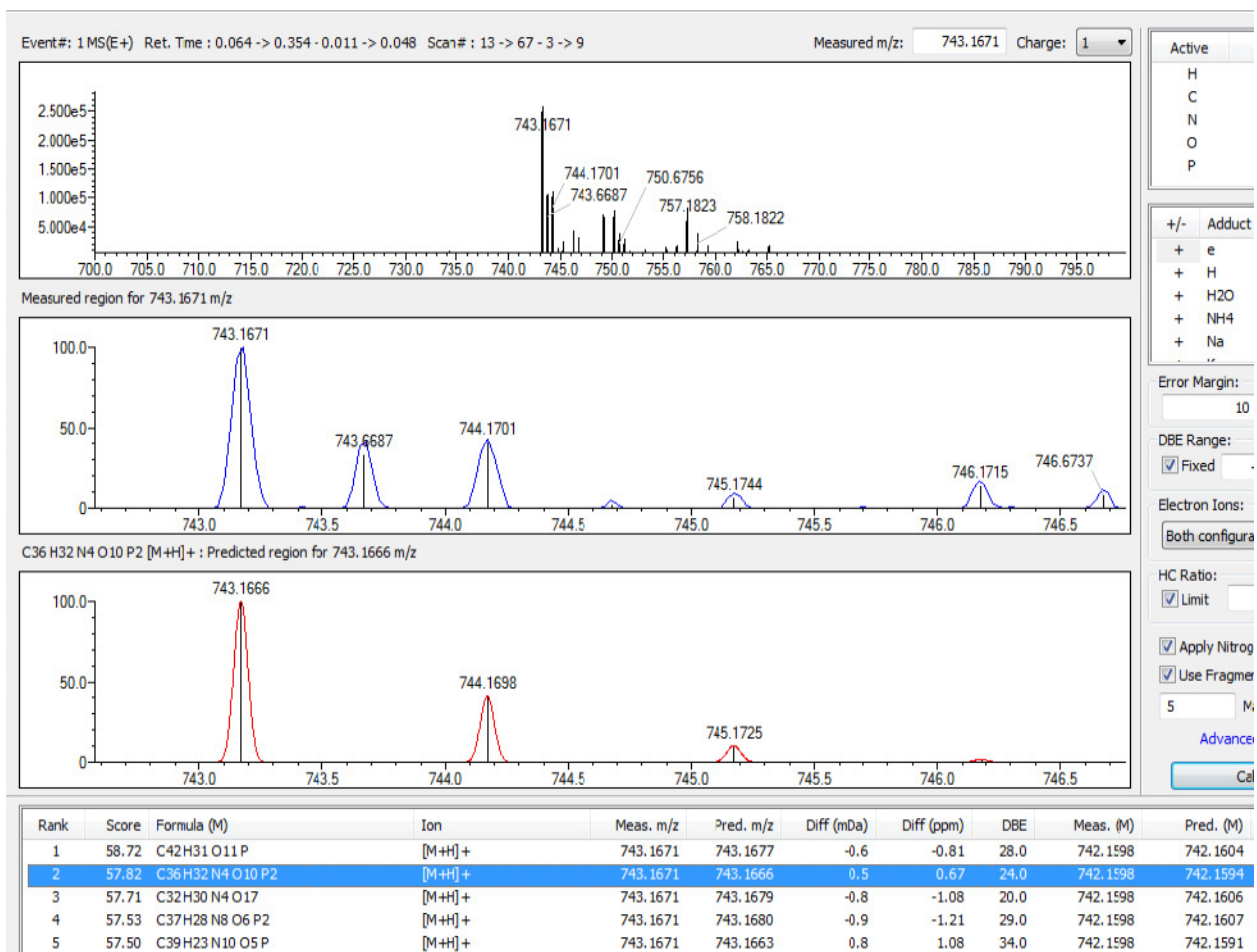 Event#: 1 MS(E+) Ret. Time : 0.064 -> 0.354 - 0.011 -> 0.048 Scan# : 13 -> 67 - 3 -> 9
Measured m/z: 743.1671 Charge: 1
2.500e5
2.000e5
1.500e5
1.000e5
5.000e4
743.1671
744.1701
743.6687
750.6756
757.1823
758.1822
700.0 705.0 710.0 715.0 720.0 725.0 730.0 735.0 740.0 745.0 750.0 755.0 760.0 765.0 770.0 775.0 780.0 785.0 790.0 795.0
Measured region for 743.1671 m/z
100.0
50.0
0
743.1671
743.6687
744.1701
745.1744
746.1715
746.6737
743.0 743.5 744.0 744.5 745.0 745.5 746.0 746.5
C36 H32 N4 O10 P2 [M+H]+ : Predicted region for 743.1666 m/z
100.0
50.0
0
743.1666
744.1698
745.1725
743.0 743.5 744.0 744.5 745.0 745.5 746.0 746.5
Active
H
C
N
O
P
+/- Adduct
+ e
+ H
+ H2O
+ NH4
+ Na
Error Margin:
10
DBE Range:
Fixed
Electron Ions:
Both configura
HC Ratio:
Limit
Apply Nitrog
Use Fragmen
5 Ma
Advanced
Cal
Rank Score Formula (M) Ion Meas. m/z Pred. m/z Diff (mDa) Diff (ppm) DBE Meas. (M) Pred. (M)
1 58.72 C42 H31 O11 P [M+H]+ 743.1671 743.1677 -0.6 -0.81 28.0 742.1598 742.1604
2 57.82 C36 H32 N4 O10 P2 [M+H]+ 743.1671 743.1666 0.5 0.67 24.0 742.1598 742.1594
3 57.71 C32 H30 N4 O17 [M+H]+ 743.1671 743.1679 -0.8 -1.08 20.0 742.1598 742.1606
4 57.53 C37 H28 N8 O6 P2 [M+H]+ 743.1671 743.1680 -0.9 -1.21 29.0 742.1598 742.1607
5 57.50 C39 H23 N10 O5 P [M+H]+ 743.1671 743.1663 0.8 1.08 34.0 742.1598 742.1591